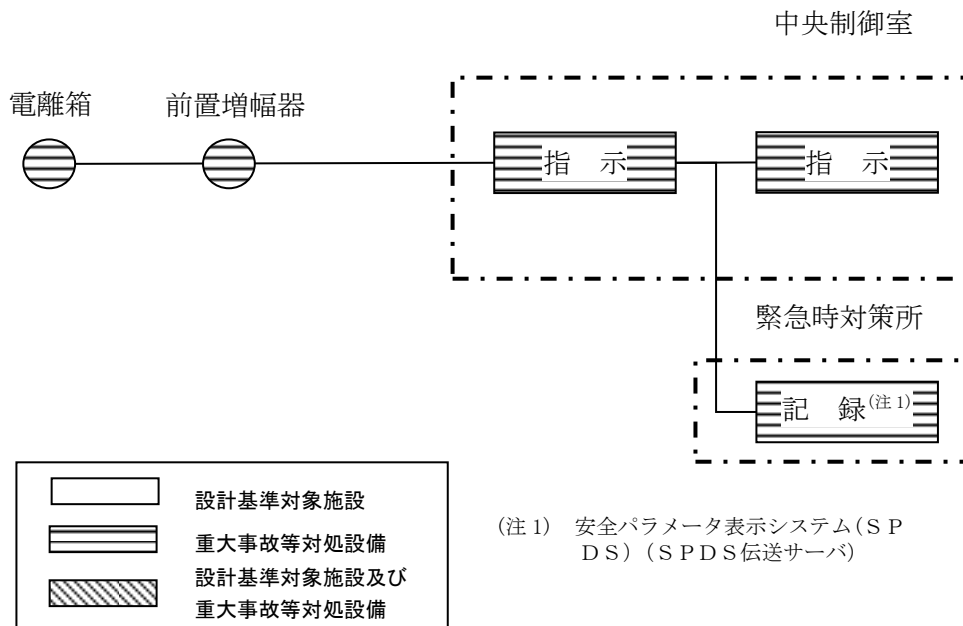 中央制御室
電離箱
前置増幅器
指 示
指 示
緊急時対策所
記 録(注1)
設計基準対象施設
重大事故等対処設備
設計基準対象施設及び
重大事故等対処設備
(注1) 安全パラメータ表示システム(SP
DS)(SPDS伝送サーバ)